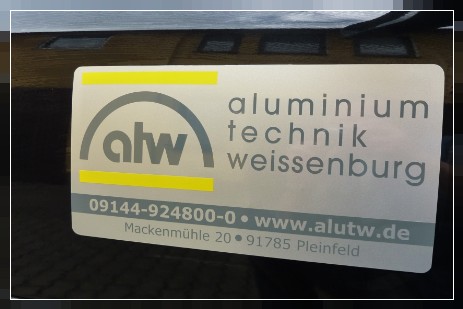 atw
aluminium
technik
weissenburg
09144-924800-0 • www.alutw.de
Mackenmühle 20 • 91785 Pleinfeld